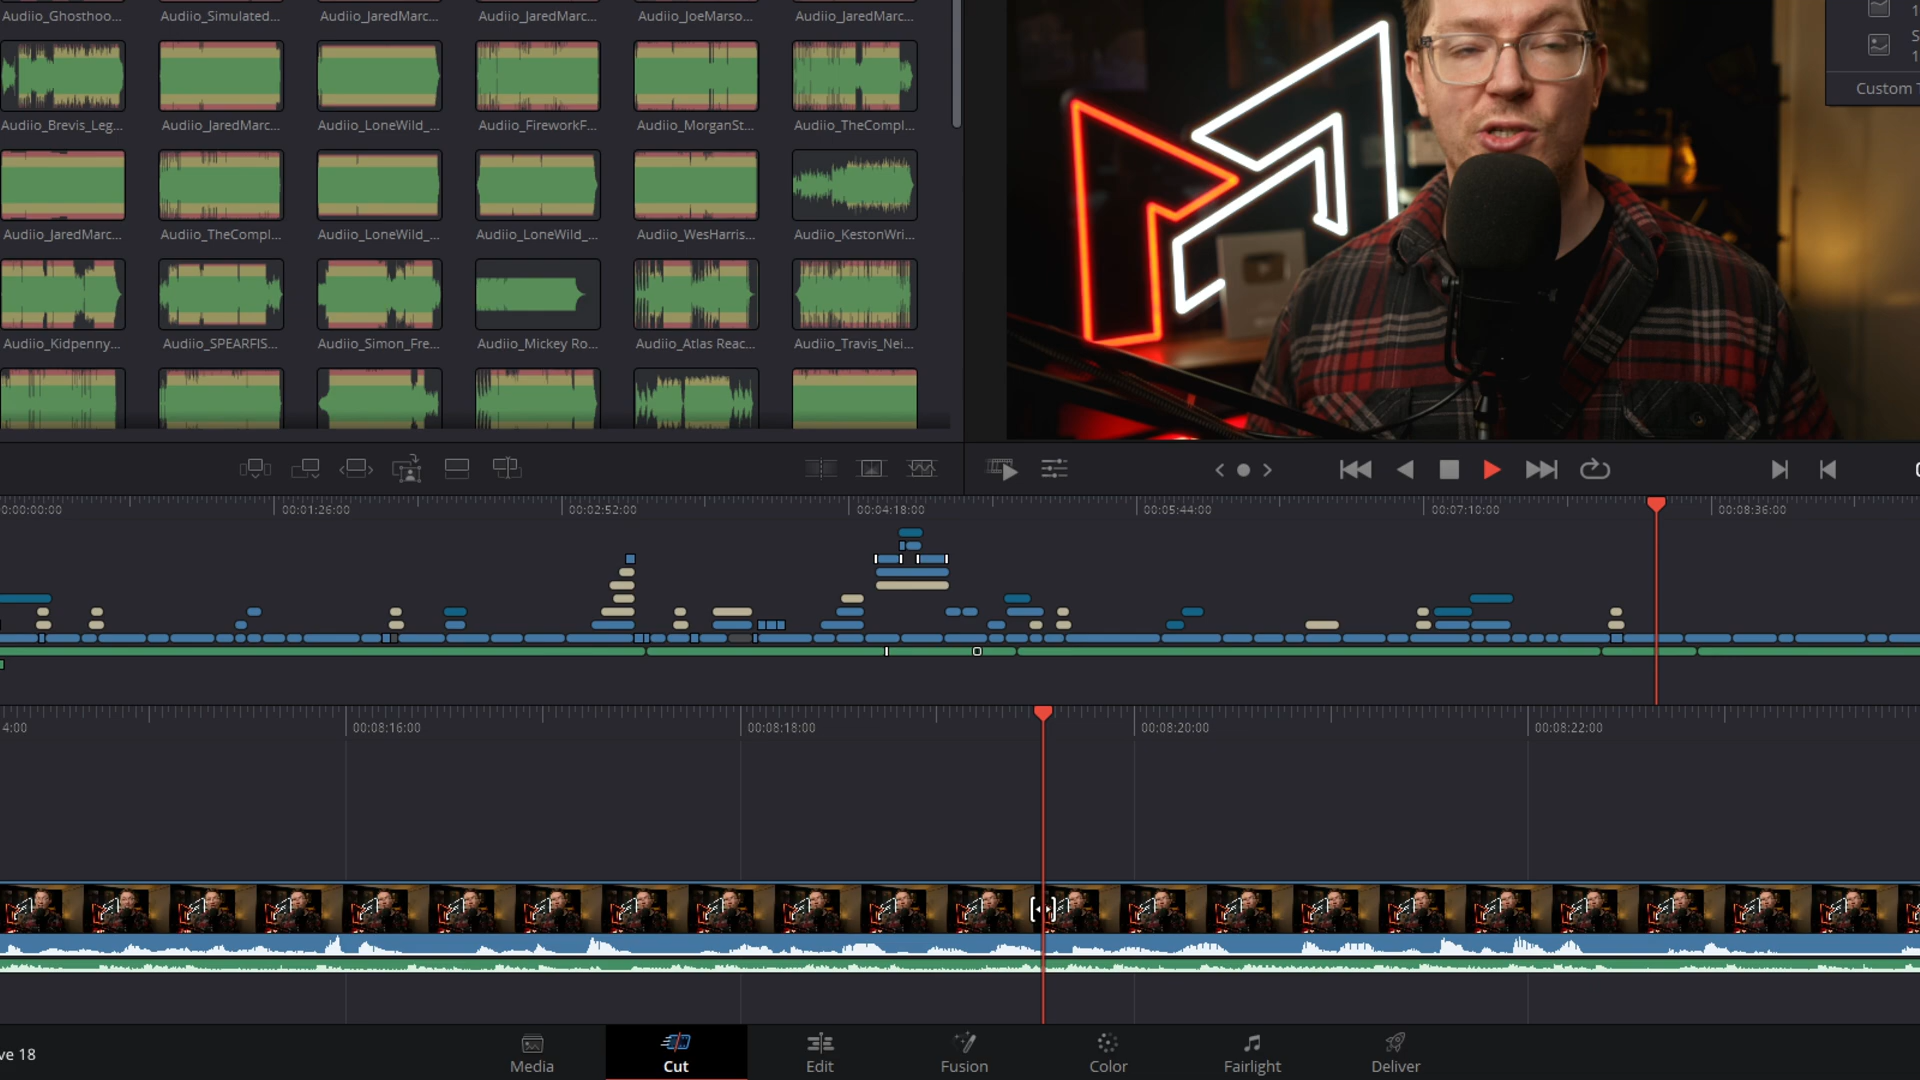 Audiio_Ghosthoo... Audiio_Simulated... Audiio_JaredMarc... Audiio_JaredMarc... Audiio_JoeMarso... Audiio_JaredMarc...
Audiio_Brevis_Leg... Audiio_JaredMarc... Audiio_LoneWild_... Audiio_FireworkF... Audiio_MorganSt... Audiio_TheCompl...
Custom T
Audiio_JaredMarc... Audiio_TheCompl... Audiio_LoneWild_... Audiio_LoneWild_... Audiio_WesHarris... Audiio_KestonWri...
Audiio_Kidpenny... Audiio_SPEARFIS... Audiio_Simon_Fre... Audiio_Mickey Ro... Audiio_Atlas Reac... Audiio_Travis_Nei...
0:00:00:00 00:01:26:00 00:02:52:00 00:04:18:00 00:05:44:00 00:07:10:00 00:08:36:00
4:00 00:08:16:00 00:08:18:00 00:08:20:00 00:08:22:00
ve 18
Media Cut Edit Fusion Color Fairlight Deliver